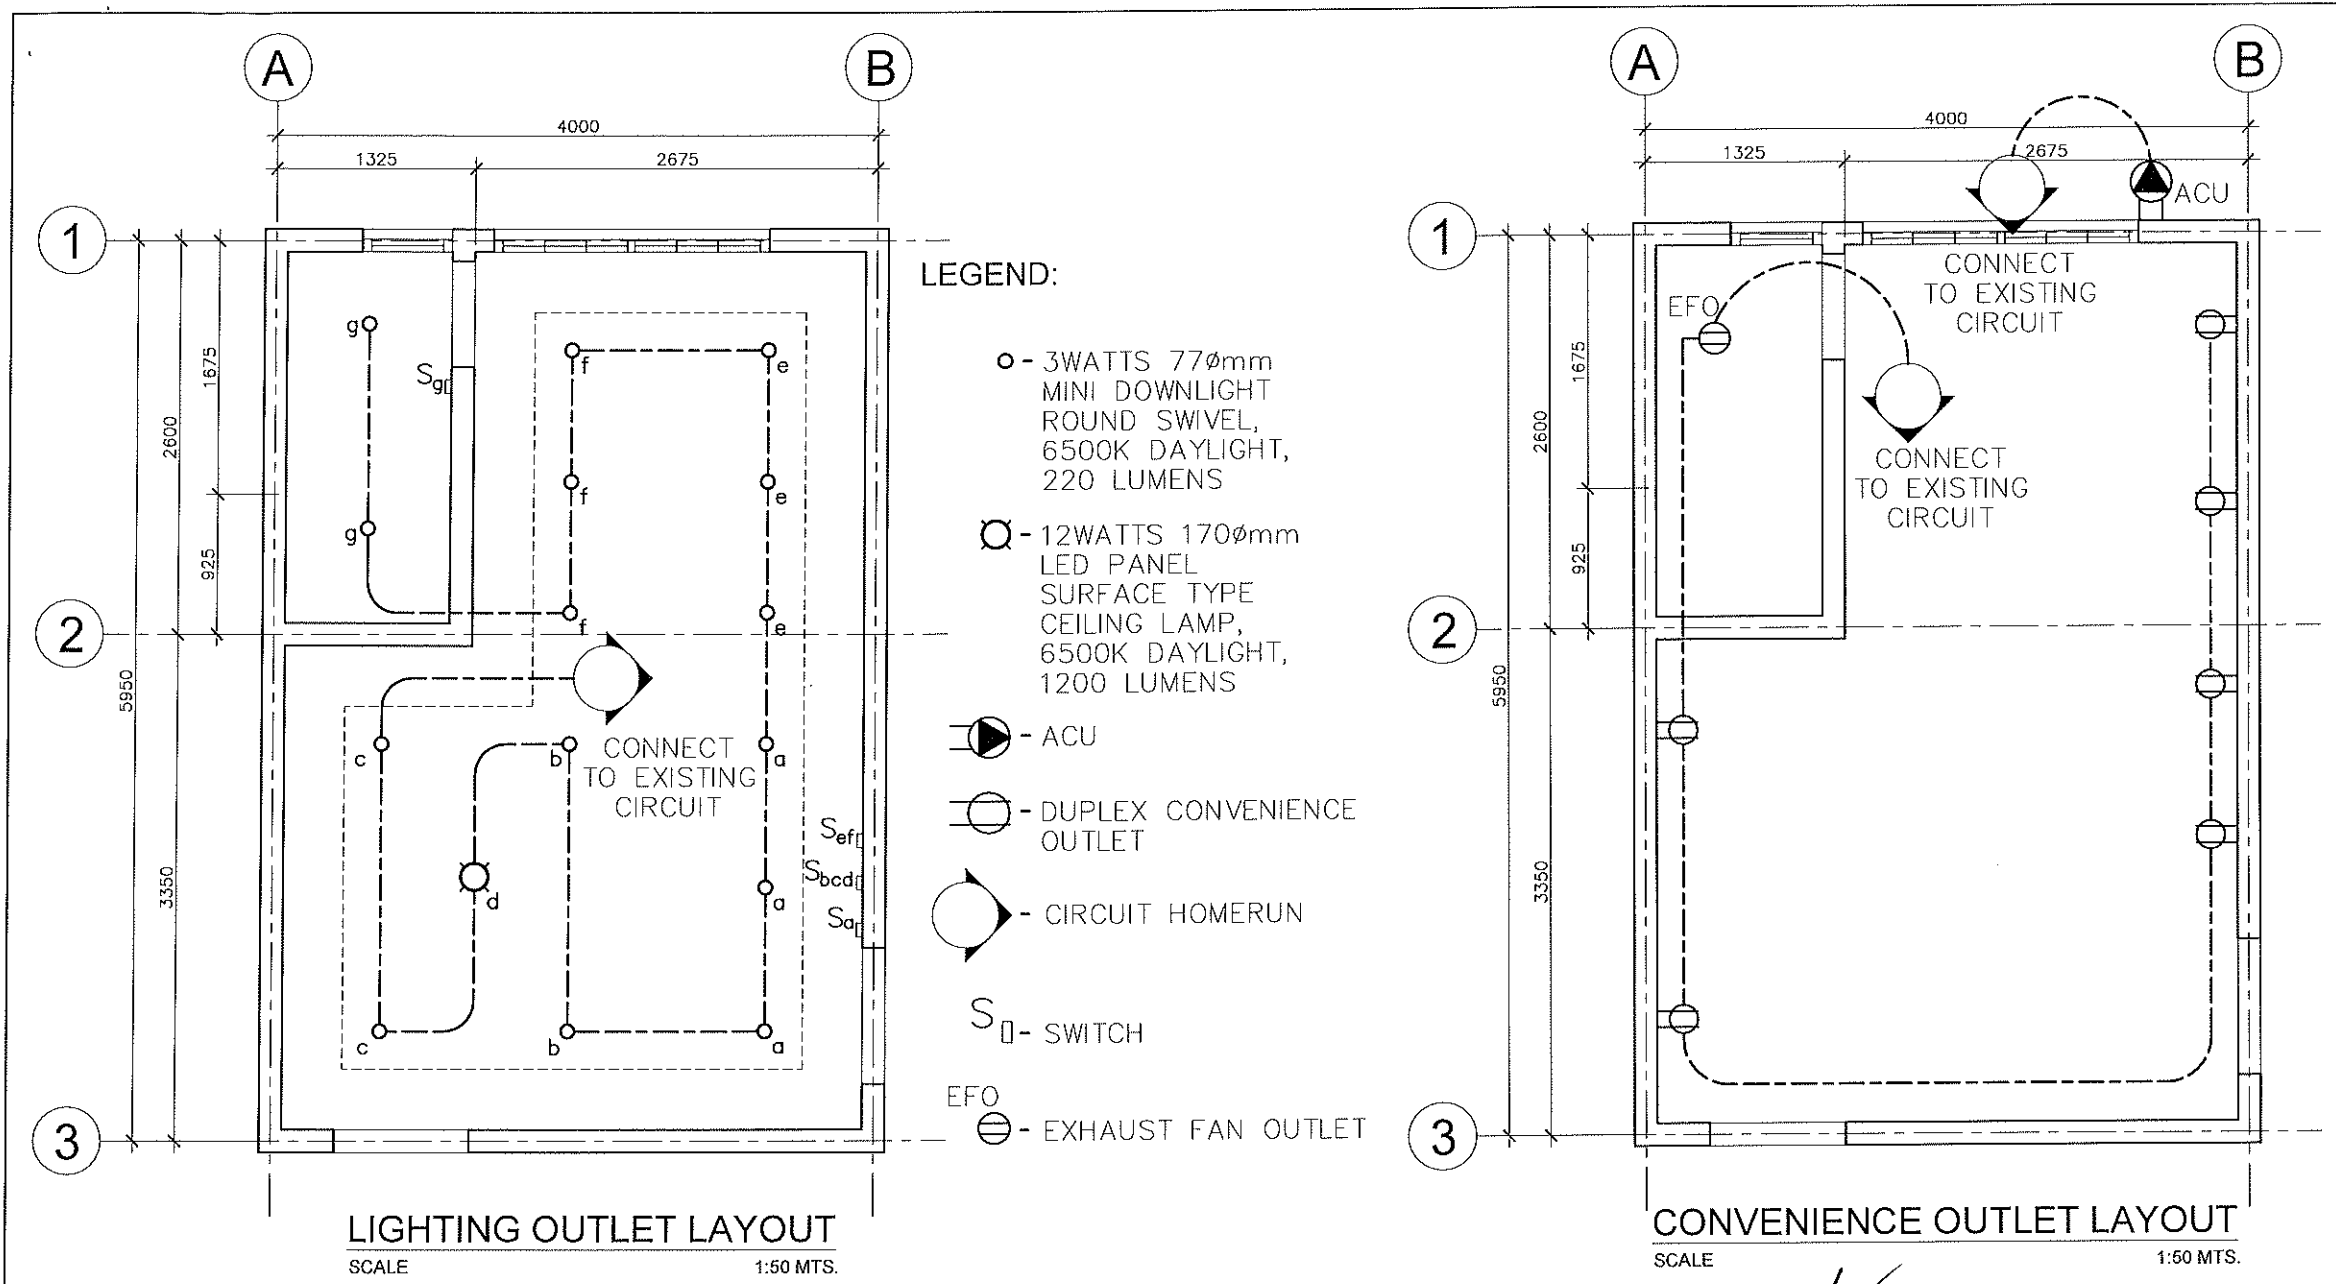 A
B
4000
1325
2675
1
2
3
5950
2600
3350
1675
925
g
g
Sg
f
e
f
e
f
e
c
b
a
CONNECT
TO EXISTING
CIRCUIT
d
a
Sef
Sbcd
Sa
c
b
a
LIGHTING OUTLET LAYOUT
SCALE
1:50 MTS.
LEGEND:
- 3WATTS 77ømm
MINI DOWNLIGHT
ROUND SWIVEL,
6500K DAYLIGHT,
220 LUMENS
- 12WATTS 170ømm
LED PANEL
SURFACE TYPE
CEILING LAMP,
6500K DAYLIGHT,
1200 LUMENS
- ACU
- DUPLEX CONVENIENCE
OUTLET
- CIRCUIT HOMERUN
S - SWITCH
EFO
- EXHAUST FAN OUTLET
A
B
4000
1325
2675
ACU
1
2
3
5950
2600
3350
1675
925
EFO
CONNECT
TO EXISTING
CIRCUIT
CONNECT
TO EXISTING
CIRCUIT
CONVENIENCE OUTLET LAYOUT
SCALE
1:50 MTS.